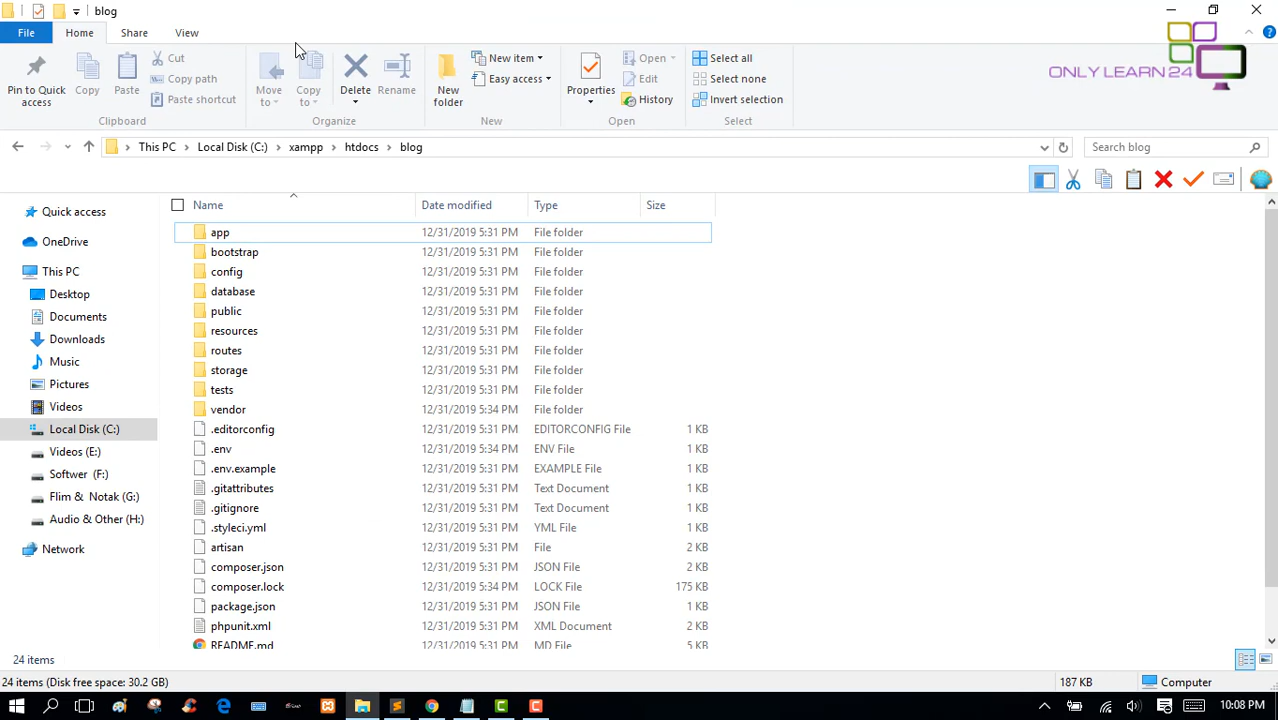 blog
File Home Share View
ONLY LEARN 24
Pin to Quick access
Copy
Paste
Cut
Copy path
Paste shortcut
Clipboard
Move to
Copy to
Delete
Rename
Organize
New folder
New item
Easy access
New
Properties
Open
Edit
History
Open
Select all
Select none
Invert selection
Select
This PC Local Disk (C:) xampp htdocs blog
Search blog
Quick access
OneDrive
This PC
Desktop
Documents
Downloads
Music
Pictures
Videos
Local Disk (C:)
Videos (E:)
Softwer (F:)
Flim & Notak (G:)
Audio & Other (H:)
Network
Name Date modified Type Size
app 12/31/2019 5:31 PM File folder
bootstrap 12/31/2019 5:31 PM File folder
config 12/31/2019 5:31 PM File folder
database 12/31/2019 5:31 PM File folder
public 12/31/2019 5:31 PM File folder
resources 12/31/2019 5:31 PM File folder
routes 12/31/2019 5:31 PM File folder
storage 12/31/2019 5:31 PM File folder
tests 12/31/2019 5:31 PM File folder
vendor 12/31/2019 5:34 PM File folder
.editorconfig 12/31/2019 5:31 PM EDITORCONFIG File 1 KB
.env 12/31/2019 5:34 PM ENV File 1 KB
.env.example 12/31/2019 5:31 PM EXAMPLE File 1 KB
.gitattributes 12/31/2019 5:31 PM Text Document 1 KB
.gitignore 12/31/2019 5:31 PM Text Document 1 KB
.styleci.yml 12/31/2019 5:31 PM YML File 1 KB
artisan 12/31/2019 5:31 PM File 2 KB
composer.json 12/31/2019 5:31 PM JSON File 2 KB
composer.lock 12/31/2019 5:34 PM LOCK File 175 KB
package.json 12/31/2019 5:31 PM JSON File 1 KB
phpunit.xml 12/31/2019 5:31 PM XML Document 2 KB
README.md 12/31/2019 5:31 PM MD File 5 KB
24 items
24 items (Disk free space: 30.2 GB) 187 KB Computer
10:08 PM